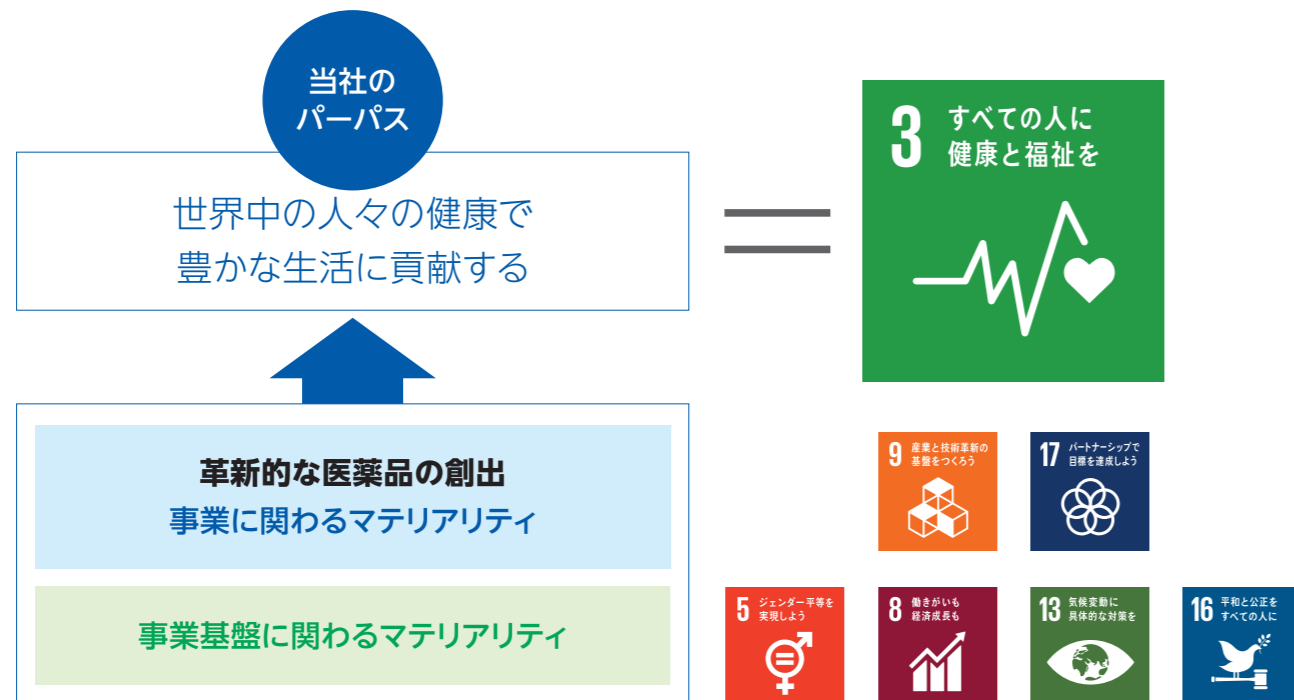 当社の
パーパス
世界中の人々の健康で
豊かな生活に貢献する
3
すべての人に
健康と福祉を
革新的な医薬品の創出
事業に関わるマテリアリティ
9
産業と技術革新の
基盤をつくろう
17
パートナーシップで
目標を達成しよう
事業基盤に関わるマテリアリティ
5
ジェンダー平等を
実現しよう
8
働きがいも
経済成長も
13
気候変動に
具体的な対策を
16
平和と公正を
すべての人に